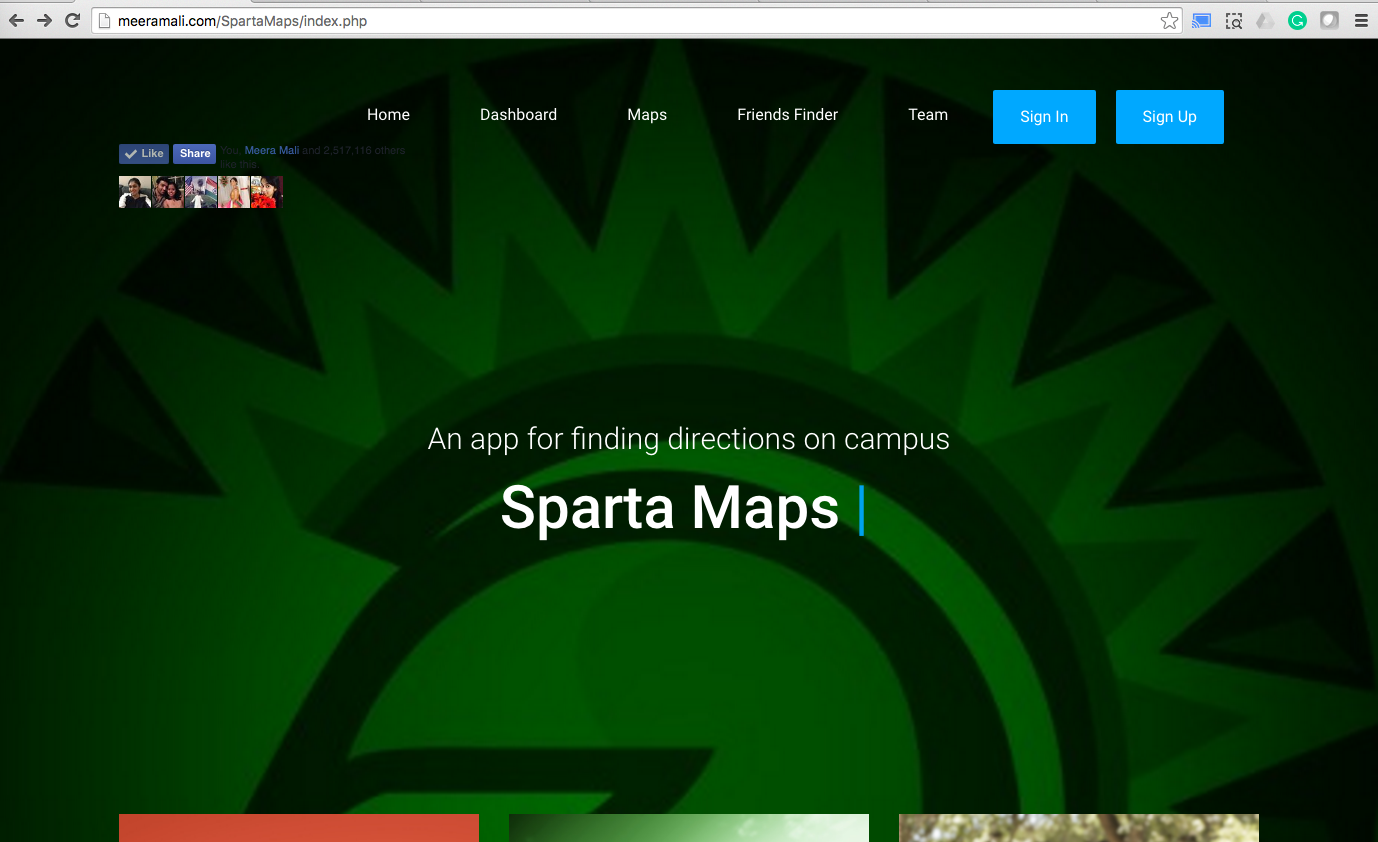 meeramali.com/SpartaMaps/index.php
Home Dashboard Maps Friends Finder Team Sign In Sign Up
Like Share You, Meera Mali and 2,517,116 others
like this.
An app for finding directions on campus
Sparta Maps